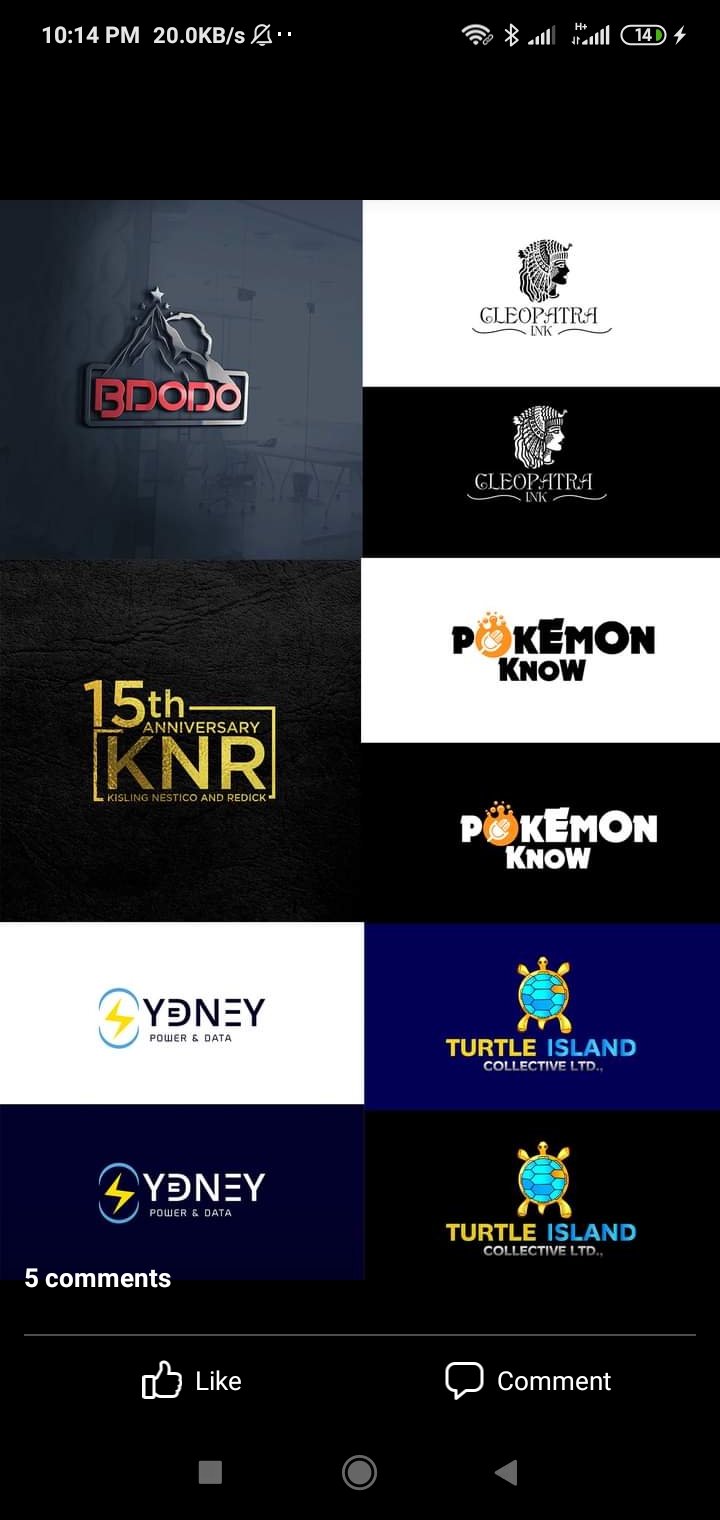 10:14 PM 20.0KB/s
H+
14
BDODO
CLEOPATRA
INK
CLEOPATRA
INK
15th
ANNIVERSARY
KNR
KISLING NESTICO AND REDICK
POKEMON
KNOW
POKEMON
KNOW
YDNEY
POWER & DATA
YDNEY
POWER & DATA
TURTLE ISLAND
COLLECTIVE LTD.,
TURTLE ISLAND
COLLECTIVE LTD.,
5 comments
Like
Comment